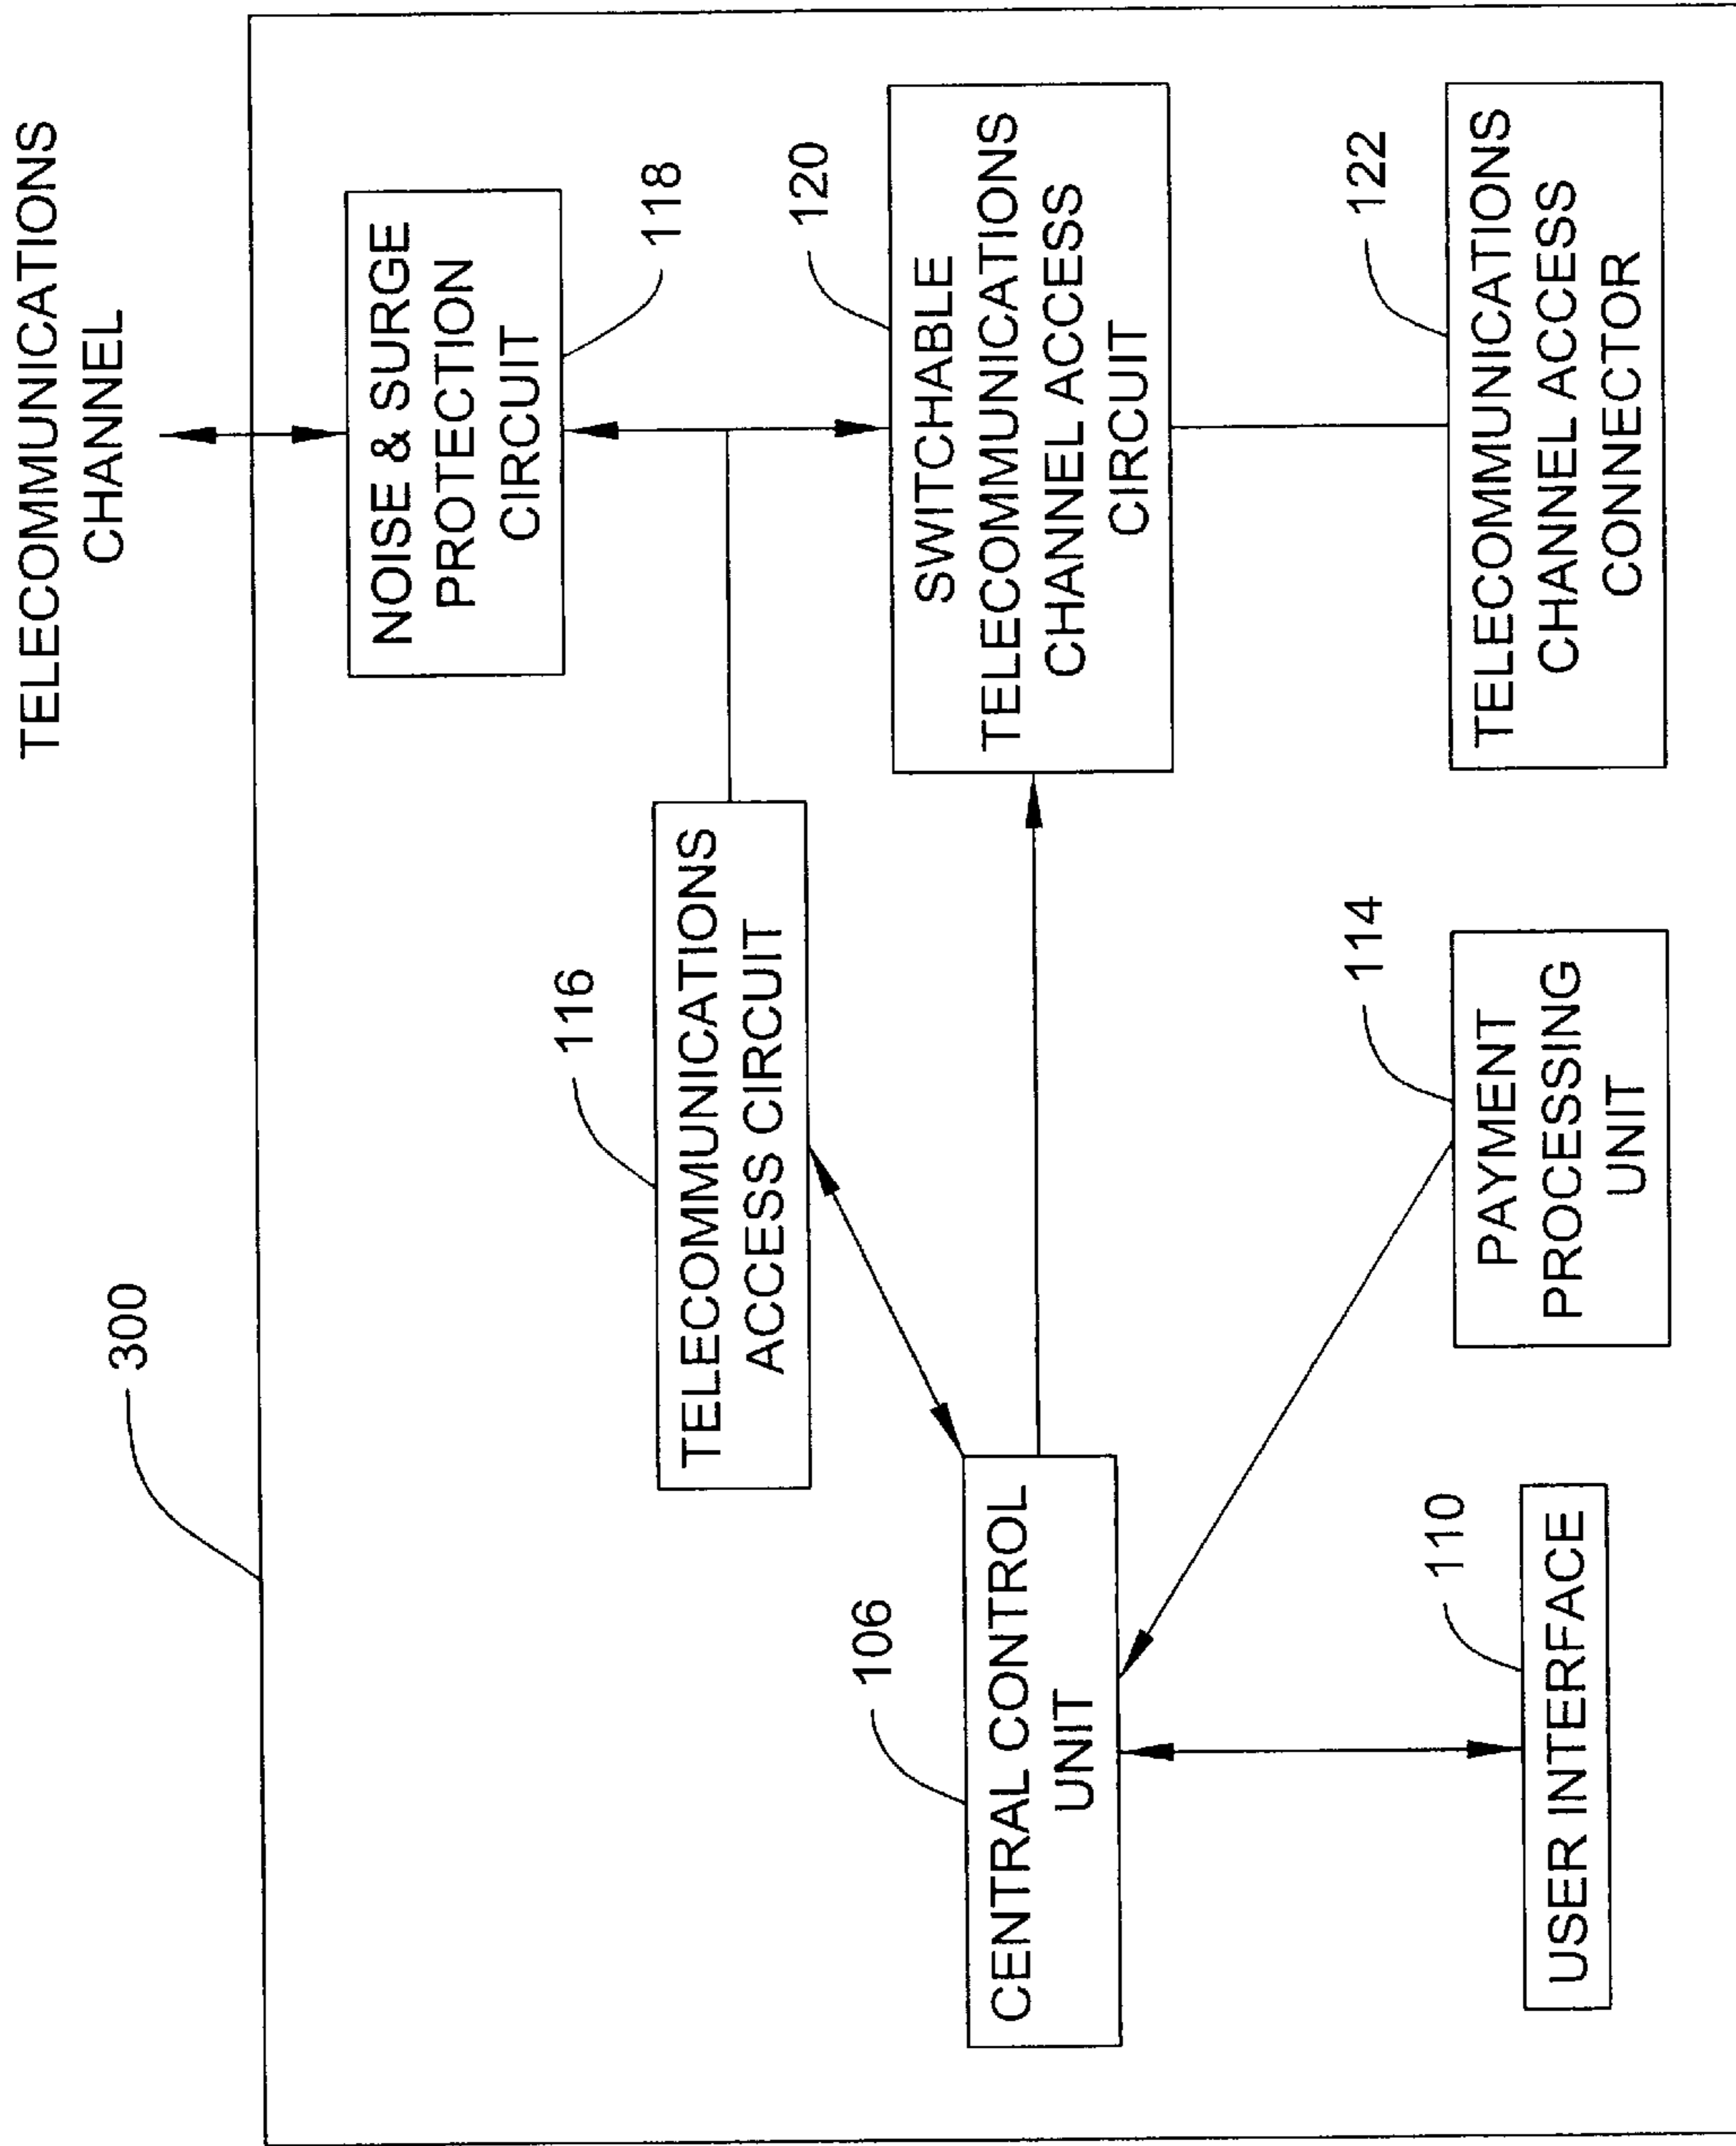 TELECOMMUNICATIONS
CHANNEL
300
NOISE & SURGE
PROTECTION
CIRCUIT
118
116
TELECOMMUNICATIONS
ACCESS CIRCUIT
120
SWITCHABLE
TELECOMMUNICATIONS
CHANNEL ACCESS
CIRCUIT
106
CENTRAL CONTROL
UNIT
110
USER INTERFACE
114
PAYMENT
PROCESSING
UNIT
122
TELECOMMUNICATIONS
CHANNEL ACCESS
CONNECTOR